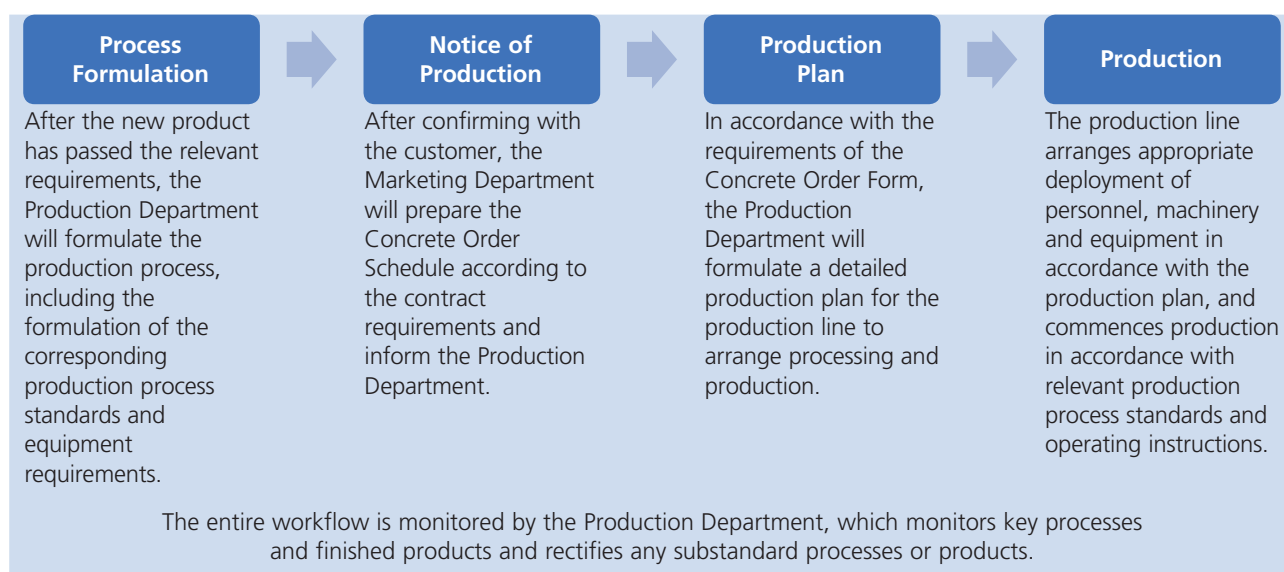 Process
Formulation
After the new product
has passed the relevant
requirements, the
Production Department
will formulate the
production process,
including the
formulation of the
corresponding
production process
standards and
equipment
requirements.
Notice of
Production
After confirming with
the customer, the
Marketing Department
will prepare the
Concrete Order
Schedule according to
the contract
requirements and
inform the Production
Department.
Production
Plan
In accordance with the
requirements of the
Concrete Order Form,
the Production
Department will
formulate a detailed
production plan for the
production line to
arrange processing and
production.
Production
The production line
arranges appropriate
deployment of
personnel, machinery
and equipment in
accordance with the
production plan, and
commences production
in accordance with
relevant production
process standards and
operating instructions.
The entire workflow is monitored by the Production Department, which monitors key processes
and finished products and rectifies any substandard processes or products.